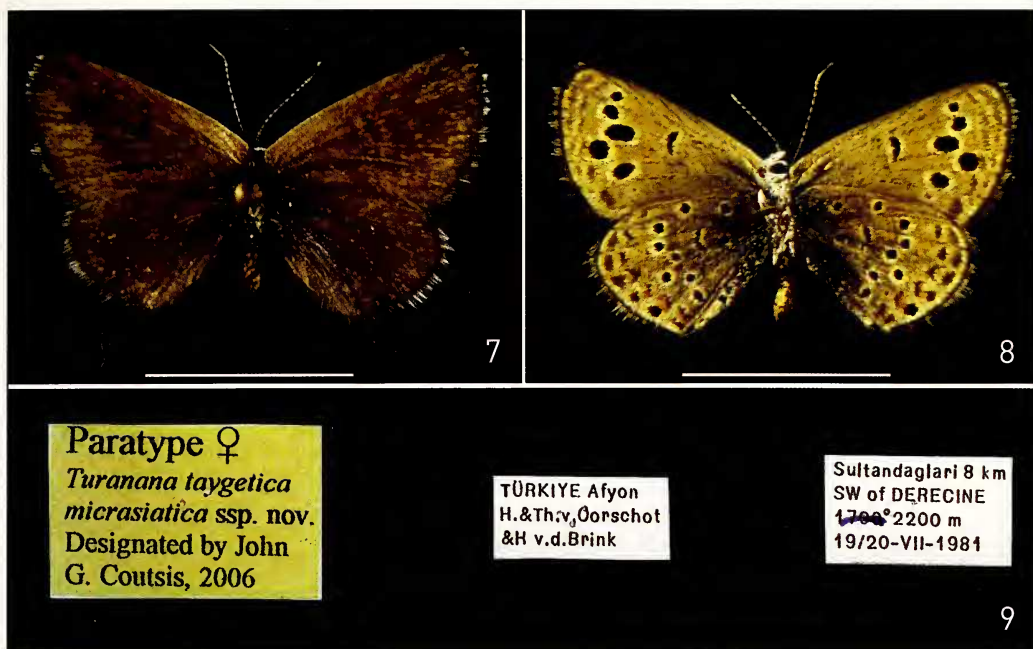 7
8
Paratype ♀
Turanana taygetica
micrasiatica ssp. nov.
Designated by John
G. Coutsis, 2006
TÜRKIYE Afyon
H.&Th.v.Oorschot
&H v.d.Brink
Sultandaglari 8 km
SW of DERECINE
2200 m
19/20-VII-1981
9